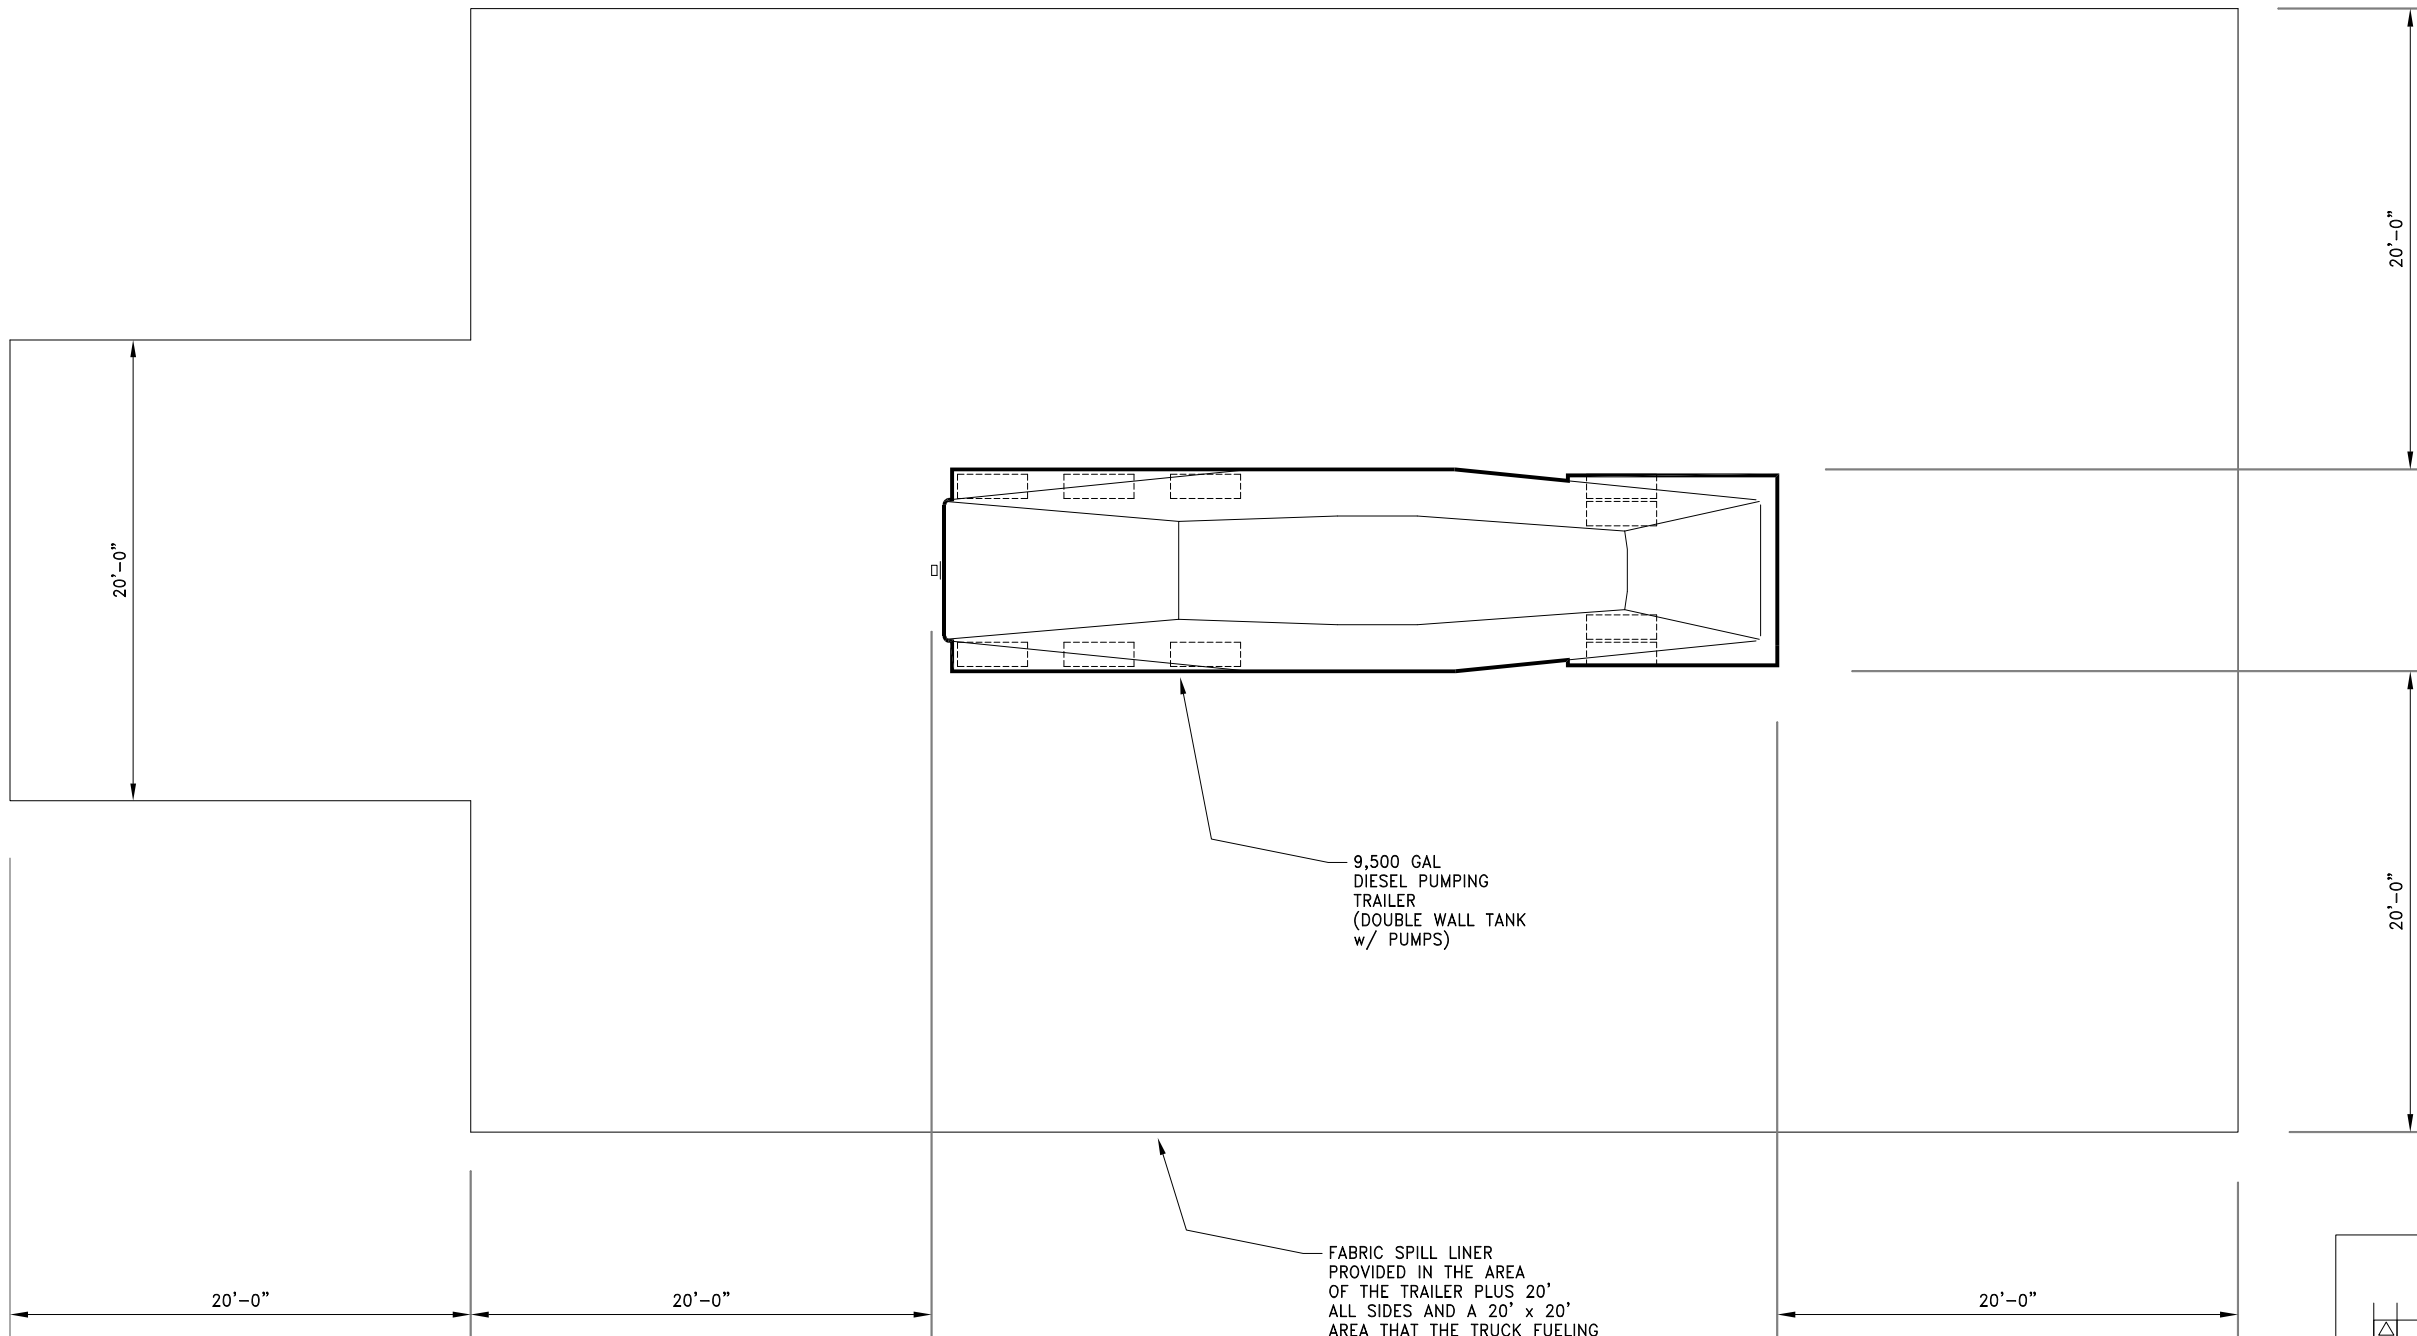 20'-0"
20'-0"
9,500 GAL
DIESEL PUMPING
TRAILER
(DOUBLE WALL TANK
w/ PUMPS)
20'-0"
FABRIC SPILL LINER
PROVIDED IN THE AREA
OF THE TRAILER PLUS 20'
ALL SIDES AND A 20' x 20'
AREA THAT THE TRUCK FUELING
20'-0"
20'-0"
20'-0"